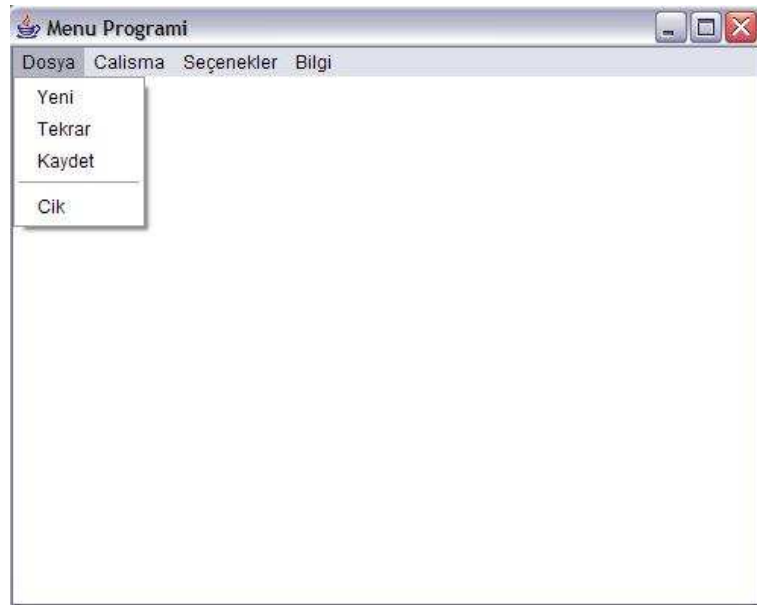 Menu Programi
Dosya Calisma Seçenekler Bilgi
Yeni
Tekrar
Kaydet
Cik